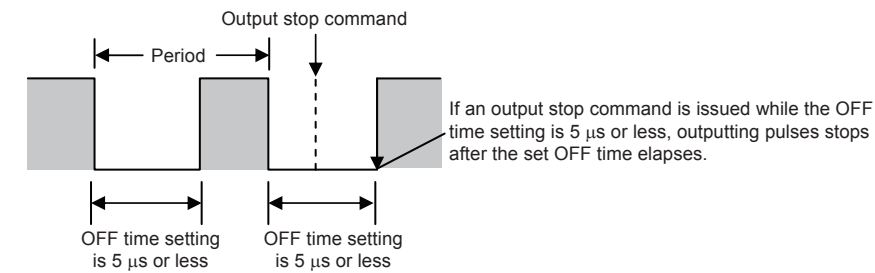 Output stop command
Period
If an output stop command is issued while the OFF
time setting is 5 μs or less, outputting pulses stops
after the set OFF time elapses.
OFF time setting
is 5 μs or less
OFF time setting
is 5 μs or less